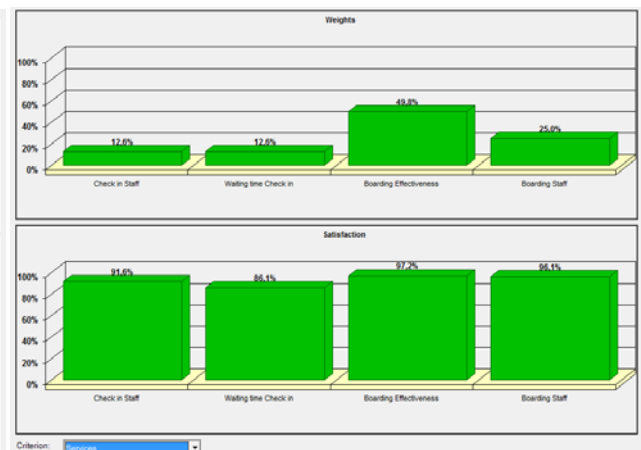 Weights
100%
80%
60%
40%
20%
0%
12,6%
12,6%
49,8%
25,0%
Check in Staff
Waiting time Check in
Boarding Effectiveness
Boarding Staff
Satisfaction
100%
80%
60%
40%
20%
0%
91,6%
86,1%
97,2%
96,1%
Check in Staff
Waiting time Check in
Boarding Effectiveness
Boarding Staff
Criterion: Services